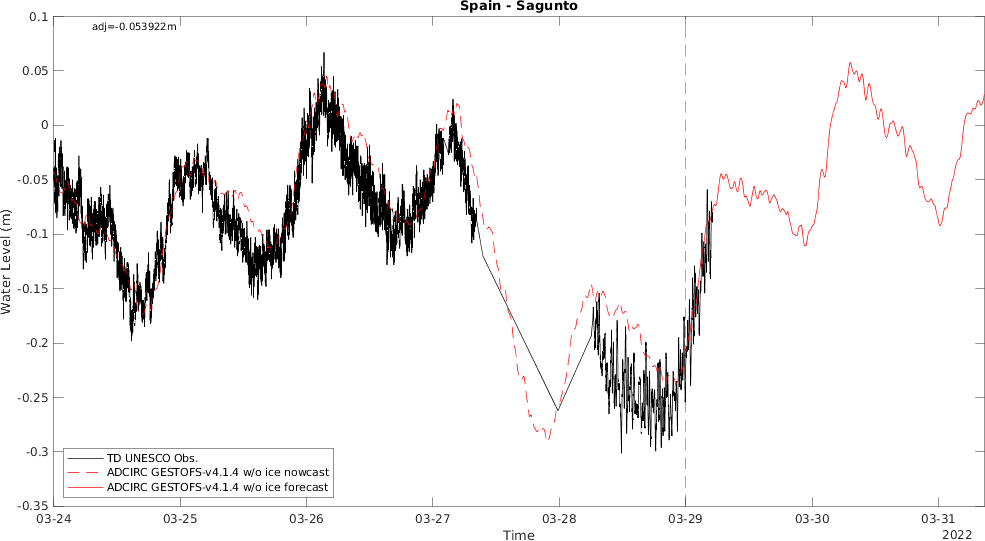 Spain - Sagunto
adj=-0.053922m
0.1
0.05
0
-0.05
-0.1
-0.15
-0.2
-0.25
-0.3
-0.35
Water Level (m)
TD UNESCO Obs.
ADCIRC GESTOFS-v4.1.4 w/o ice nowcast
ADCIRC GESTOFS-v4.1.4 w/o ice forecast
03-24 03-25 03-26 03-27 03-28 03-29 03-30 03-31
Time
2022